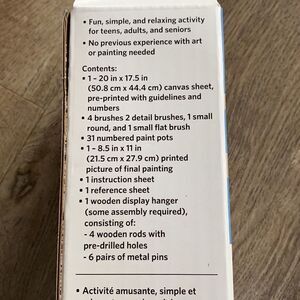 • Fun, simple, and relaxing activity
for teens, adults, and seniors
• No previous experience with art
or painting needed
Contents:
• 1 – 20 in x 17.5 in
(50.8 cm x 44.4 cm) canvas sheet,
pre-printed with guidelines and
numbers
• 4 brushes 2 detail brushes, 1 small
round, and 1 small flat brush
• 31 numbered paint pots
• 1 – 8.5 in x 11 in
(21.5 cm x 27.9 cm) printed
picture of final painting
• 1 instruction sheet
• 1 reference sheet
• 1 wooden display hanger
(some assembly required),
consisting of:
- 4 wooden rods with
pre-drilled holes
- 6 pairs of metal pins
• Activité amusante, simple et